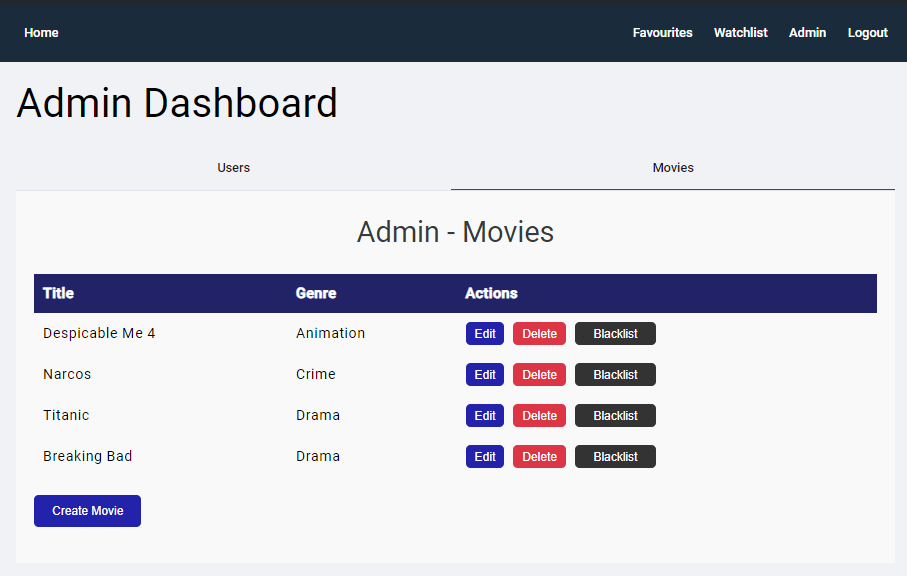 Home Favourites Watchlist Admin Logout
Admin Dashboard
Users Movies
Admin - Movies
Title Genre Actions
Despicable Me 4 Animation Edit Delete Blacklist
Narcos Crime Edit Delete Blacklist
Titanic Drama Edit Delete Blacklist
Breaking Bad Drama Edit Delete Blacklist
Create Movie